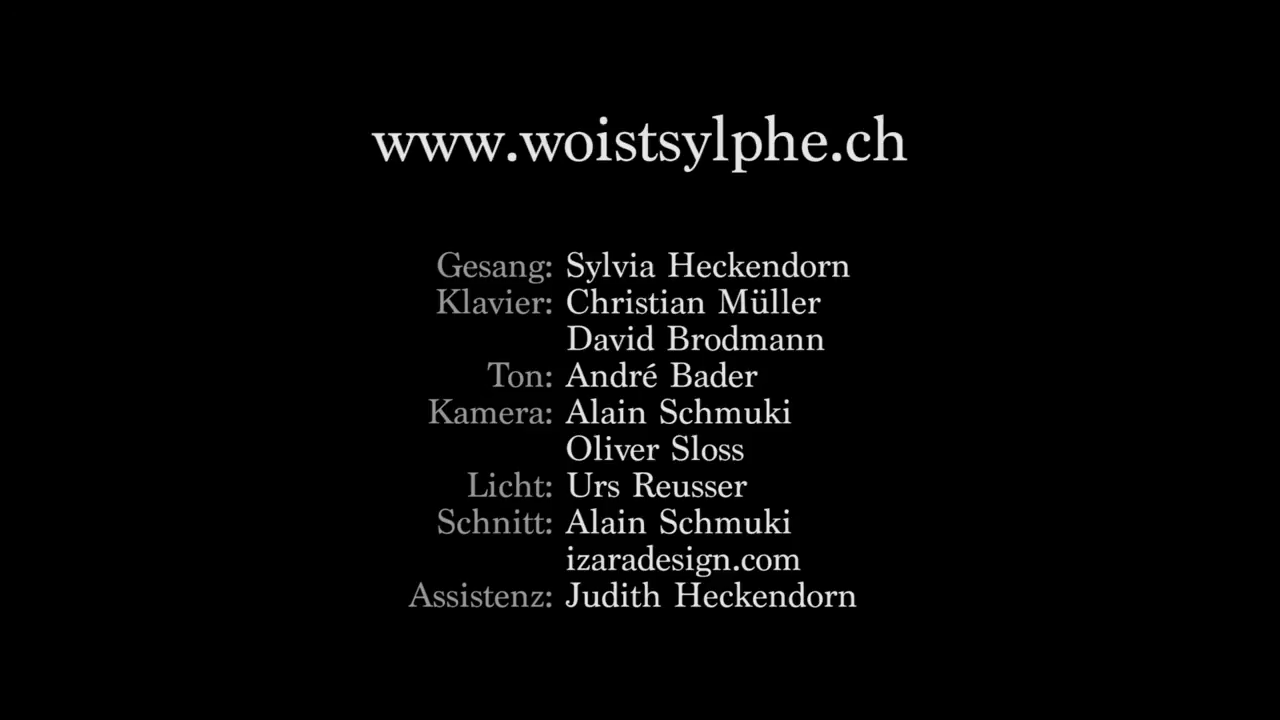 www.woistsylphe.ch
Gesang: Sylvia Heckendorn
Klavier: Christian Müller
David Brodmann
Ton: André Bader
Kamera: Alain Schmuki
Oliver Sloss
Licht: Urs Reusser
Schnitt: Alain Schmuki
izaradesign.com
Assistenz: Judith Heckendorn